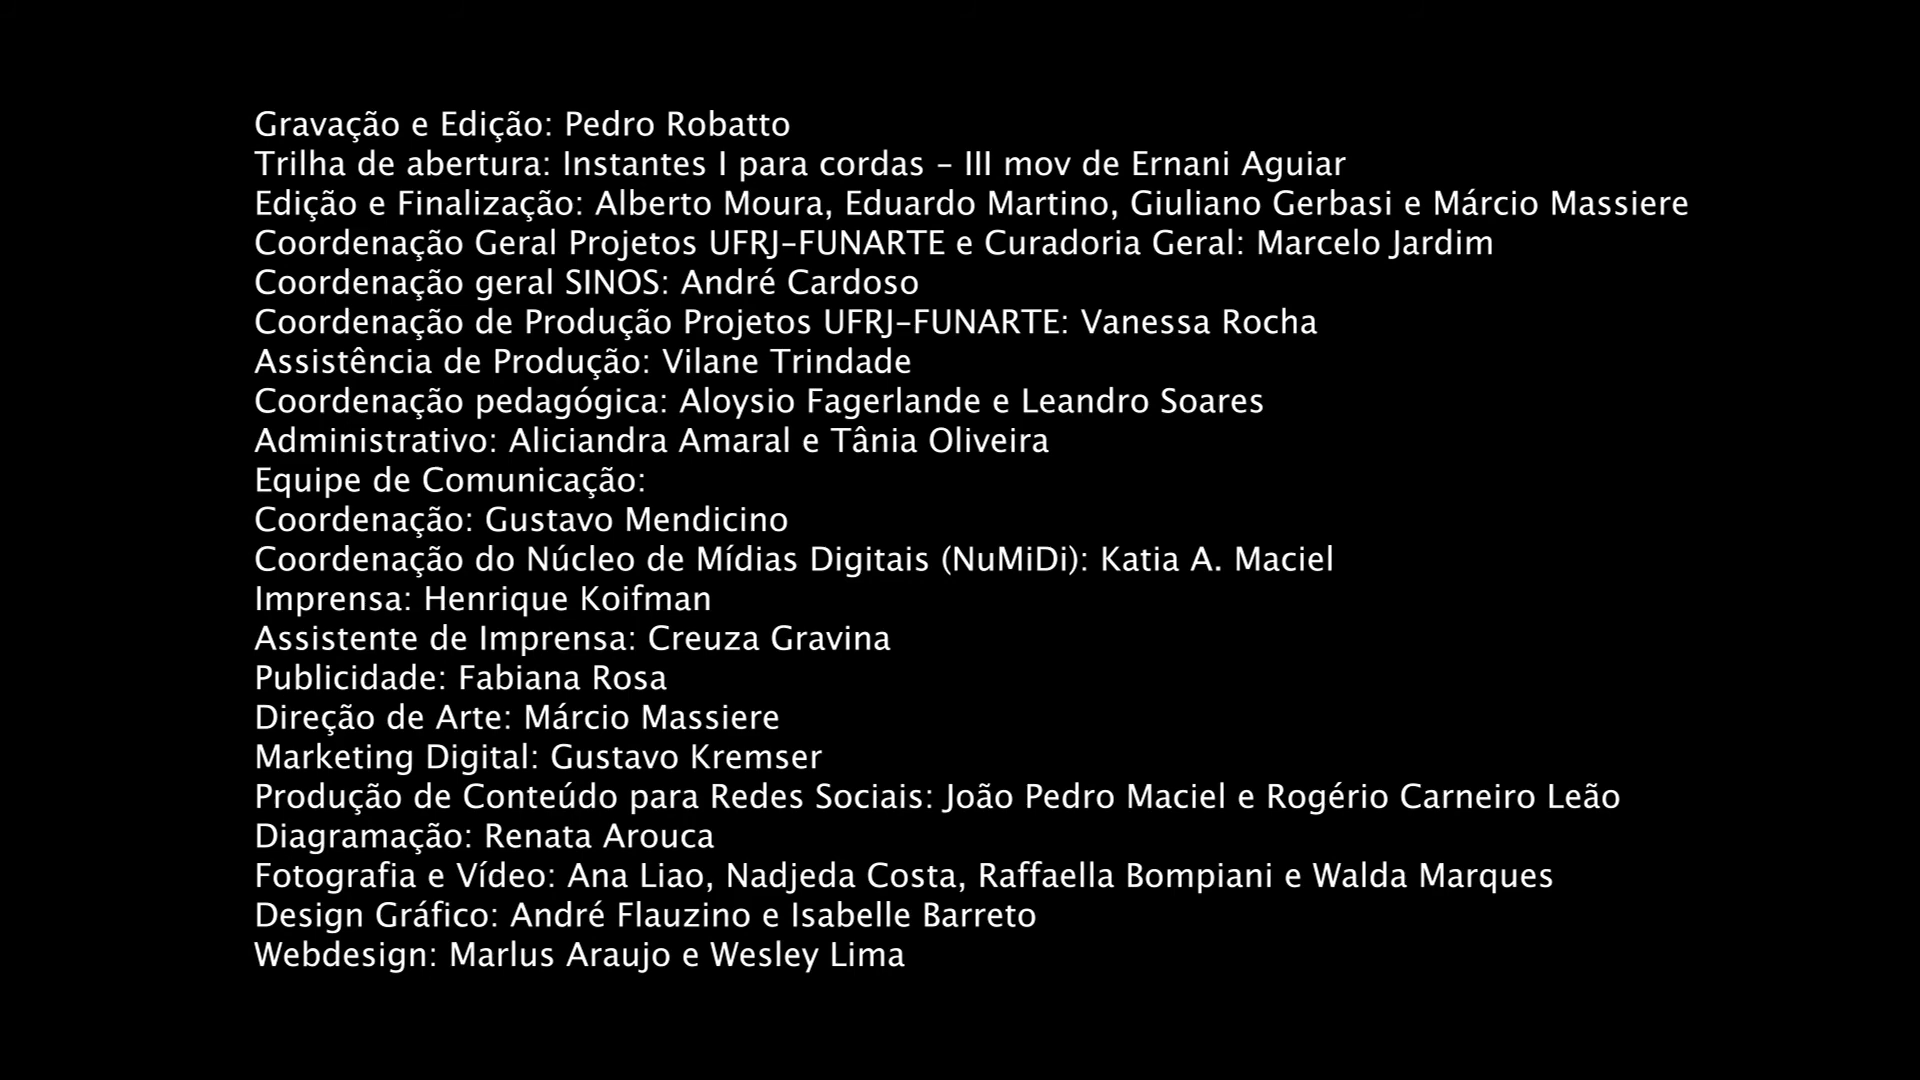 Gravação e Edição: Pedro Robatto
Trilha de abertura: Instantes I para cordas – III mov de Ernani Aguiar
Edição e Finalização: Alberto Moura, Eduardo Martino, Giuliano Gerbasi e Márcio Massiere
Coordenação Geral Projetos UFRJ–FUNARTE e Curadoria Geral: Marcelo Jardim
Coordenação geral SINOS: André Cardoso
Coordenação de Produção Projetos UFRJ–FUNARTE: Vanessa Rocha
Assistência de Produção: Vilane Trindade
Coordenação pedagógica: Aloysio Fagerlande e Leandro Soares
Administrativo: Aliciandra Amaral e Tânia Oliveira
Equipe de Comunicação:
Coordenação: Gustavo Mendicino
Coordenação do Núcleo de Mídias Digitais (NuMiDi): Katia A. Maciel
Imprensa: Henrique Koifman
Assistente de Imprensa: Creuza Gravina
Publicidade: Fabiana Rosa
Direção de Arte: Márcio Massiere
Marketing Digital: Gustavo Kremser
Produção de Conteúdo para Redes Sociais: João Pedro Maciel e Rogério Carneiro Leão
Diagramação: Renata Arouca
Fotografia e Vídeo: Ana Liao, Nadjeda Costa, Raffaella Bompiani e Walda Marques
Design Gráfico: André Flauzino e Isabelle Barreto
Webdesign: Marlus Araujo e Wesley Lima